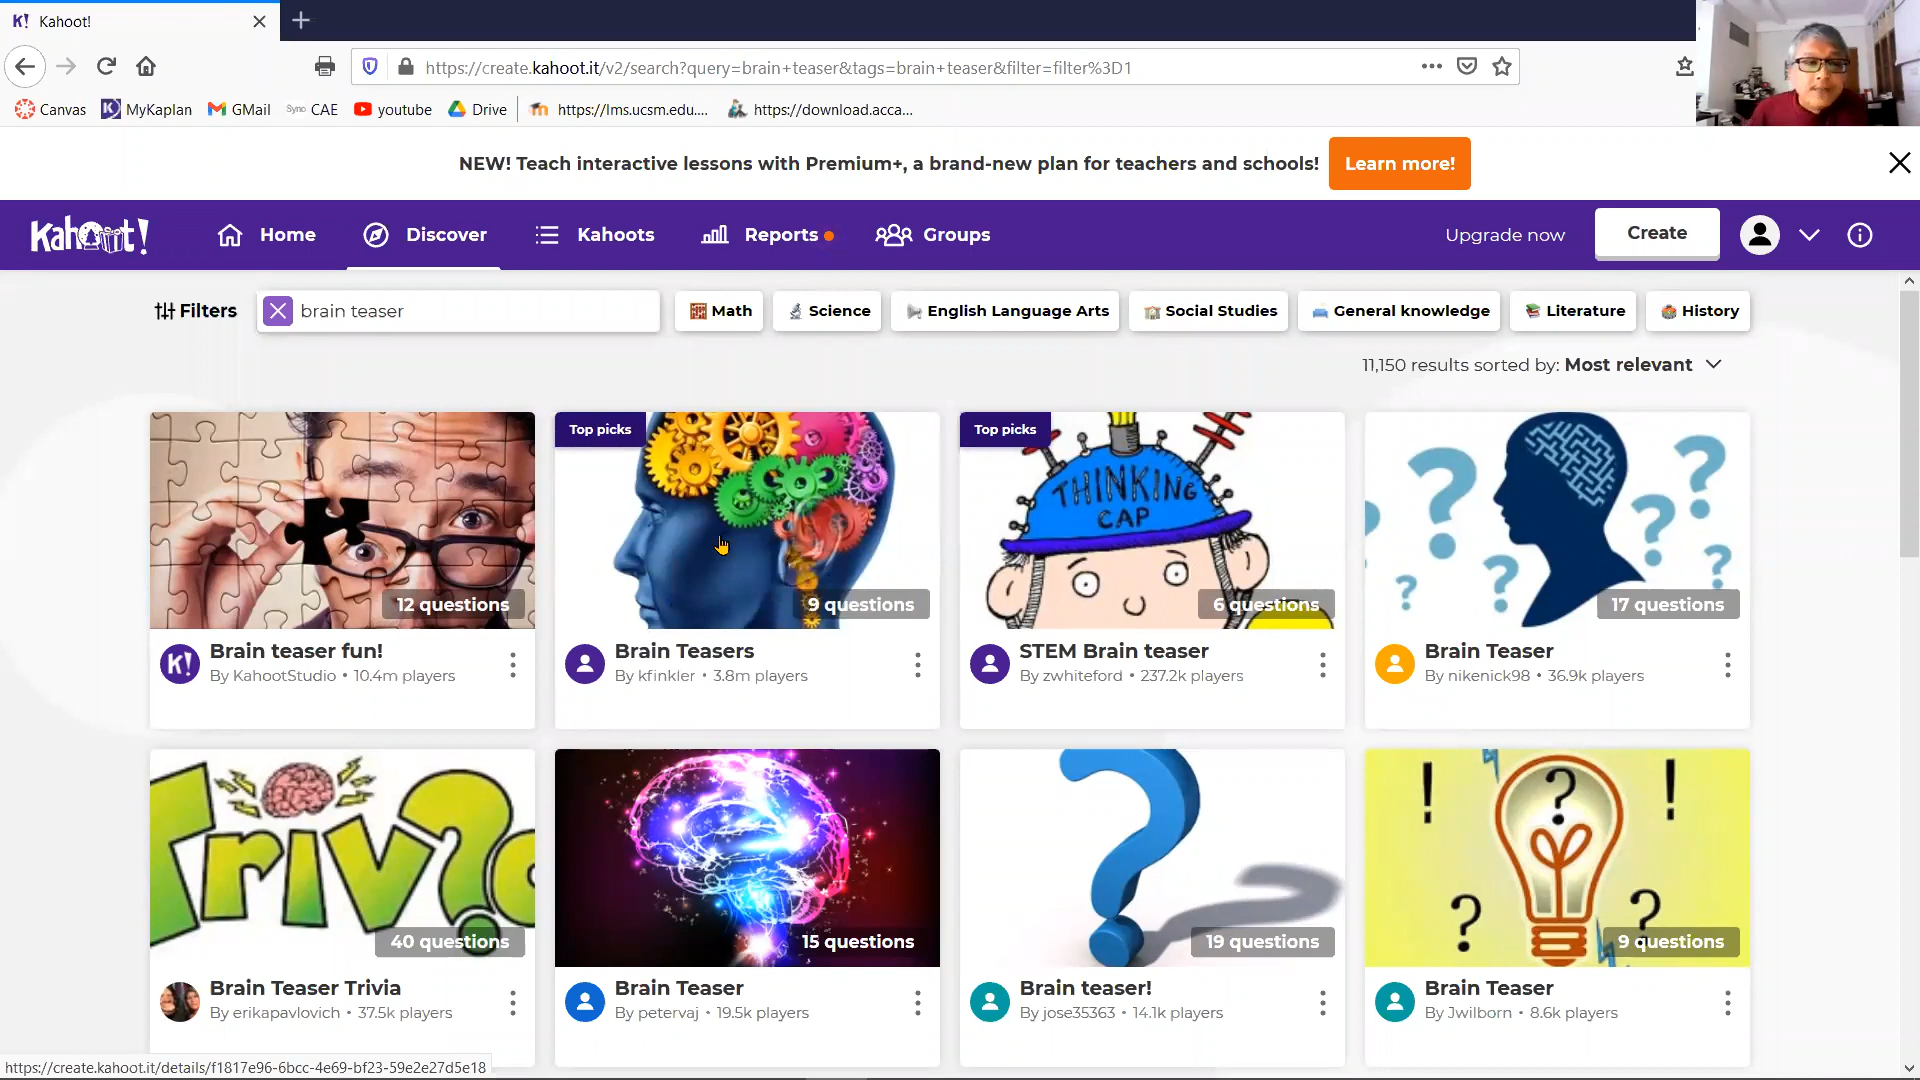 Kahoot!
https://create.kahoot.it/v2/search?query=brain+teaser&tags=brain+teaser&filter=filter%3D1
Canvas MyKaplan GMail Sync CAE youtube Drive https://lms.ucsm.edu.... https://download.acca...
NEW! Teach interactive lessons with Premium+, a brand-new plan for teachers and schools! Learn more!
Kahoot! Home Discover Kahoots Reports Groups Upgrade now Create
Filters brain teaser Math Science English Language Arts Social Studies General knowledge Literature History
11,150 results sorted by: Most relevant
Top picks Top picks
THINKING
CAP
12 questions 9 questions 6 questions 17 questions
Brain teaser fun! Brain Teasers STEM Brain teaser Brain Teaser
By KahootStudio • 10.4m players By kfinkler • 3.8m players By zwhiteford • 237.2k players By nikenick98 • 36.9k players
40 questions 15 questions 19 questions 9 questions
Brain Teaser Trivia Brain Teaser Brain teaser! Brain Teaser
By erikapavlovich • 37.5k players By petervaj • 19.5k players By jose35363 • 14.1k players By Jwilborn • 8.6k players
https://create.kahoot.it/details/f1817e96-6bcc-4e69-bf23-59e2e27d5e18